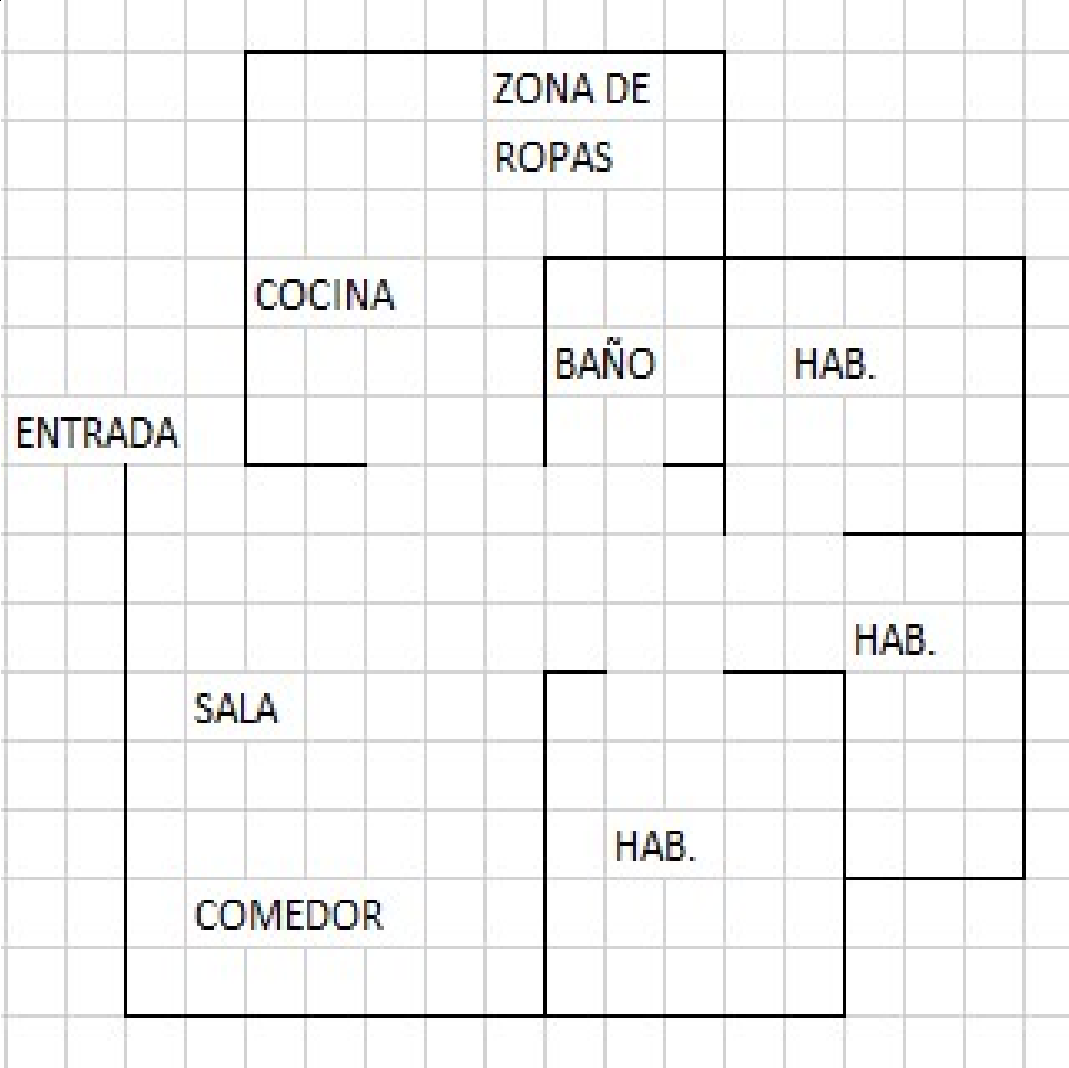 ZONA DE
ROPAS
COCINA
BAÑO
HAB.
ENTRADA
HAB.
SALA
HAB.
COMEDOR